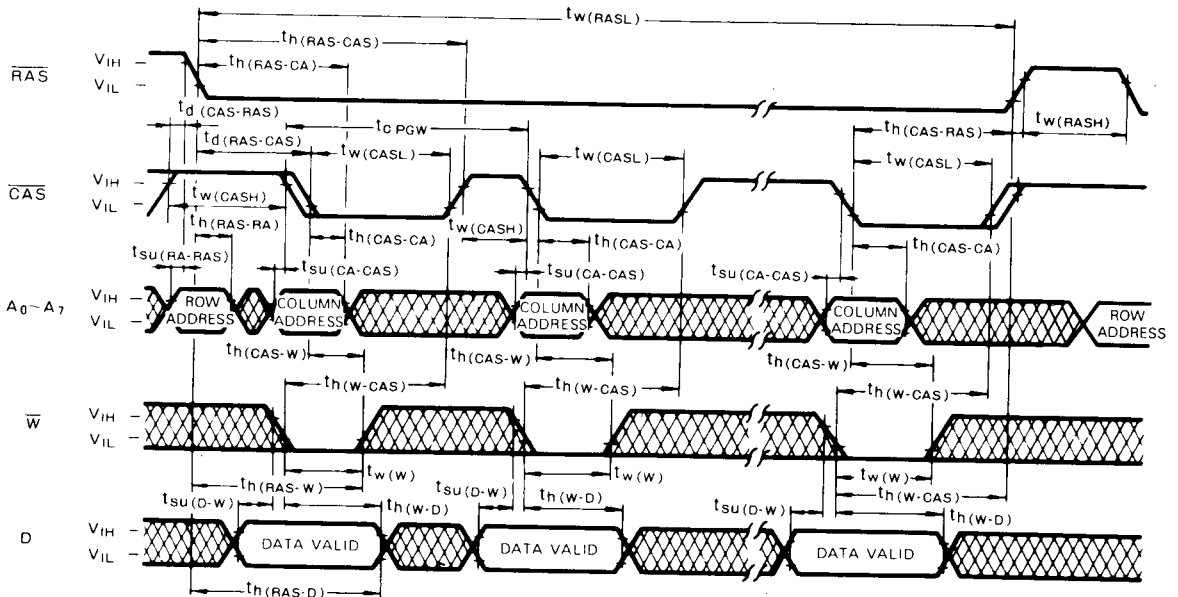 tw(RASL)
th(RAS-CAS)
th(RAS-CA)
RAS
VIH
VIL
td(CAS-RAS)
td(RAS-CAS)
tCPGW
th(CAS-RAS)
tw(RASH)
tw(CASL)
tw(CASL)
tw(CASL)
CAS
VIH
VIL
tw(CASH)
th(RAS-RA)
tw(CASH)
th(CAS-CA)
th(CAS-CA)
th(CAS-CA)
tsu(RA-RAS)
tsu(CA-CAS)
tsu(CA-CAS)
tsu(CA-CAS)
A0~A7
VIH
VIL
ROW ADDRESS
COLUMN ADDRESS
COLUMN ADDRESS
COLUMN ADDRESS
ROW ADDRESS
th(CAS-W)
th(CAS-W)
th(CAS-W)
th(W-CAS)
th(W-CAS)
th(W-CAS)
W
VIH
VIL
tw(W)
tw(W)
tw(W)
th(RAS-W)
th(W-CAS)
tsu(D-W)
th(W-D)
tsu(D-W)
th(W-D)
tsu(D-W)
th(W-D)
D
VIH
VIL
DATA VALID
DATA VALID
DATA VALID
th(RAS-D)